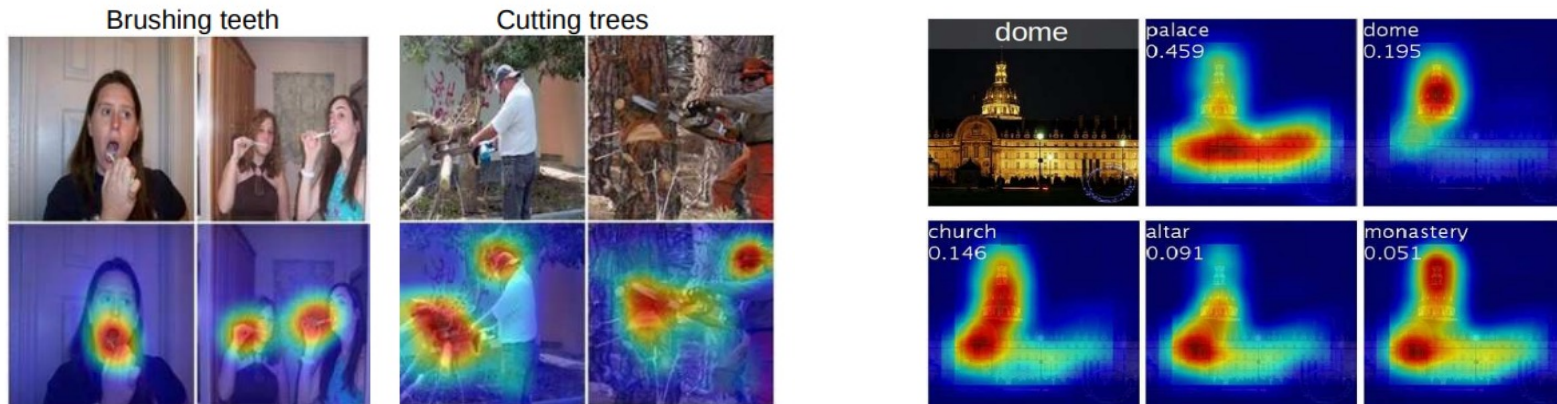 Brushing teeth
Cutting trees
dome
palace
0.459
dome
0.195
church
0.146
altar
0.091
monastery
0.051